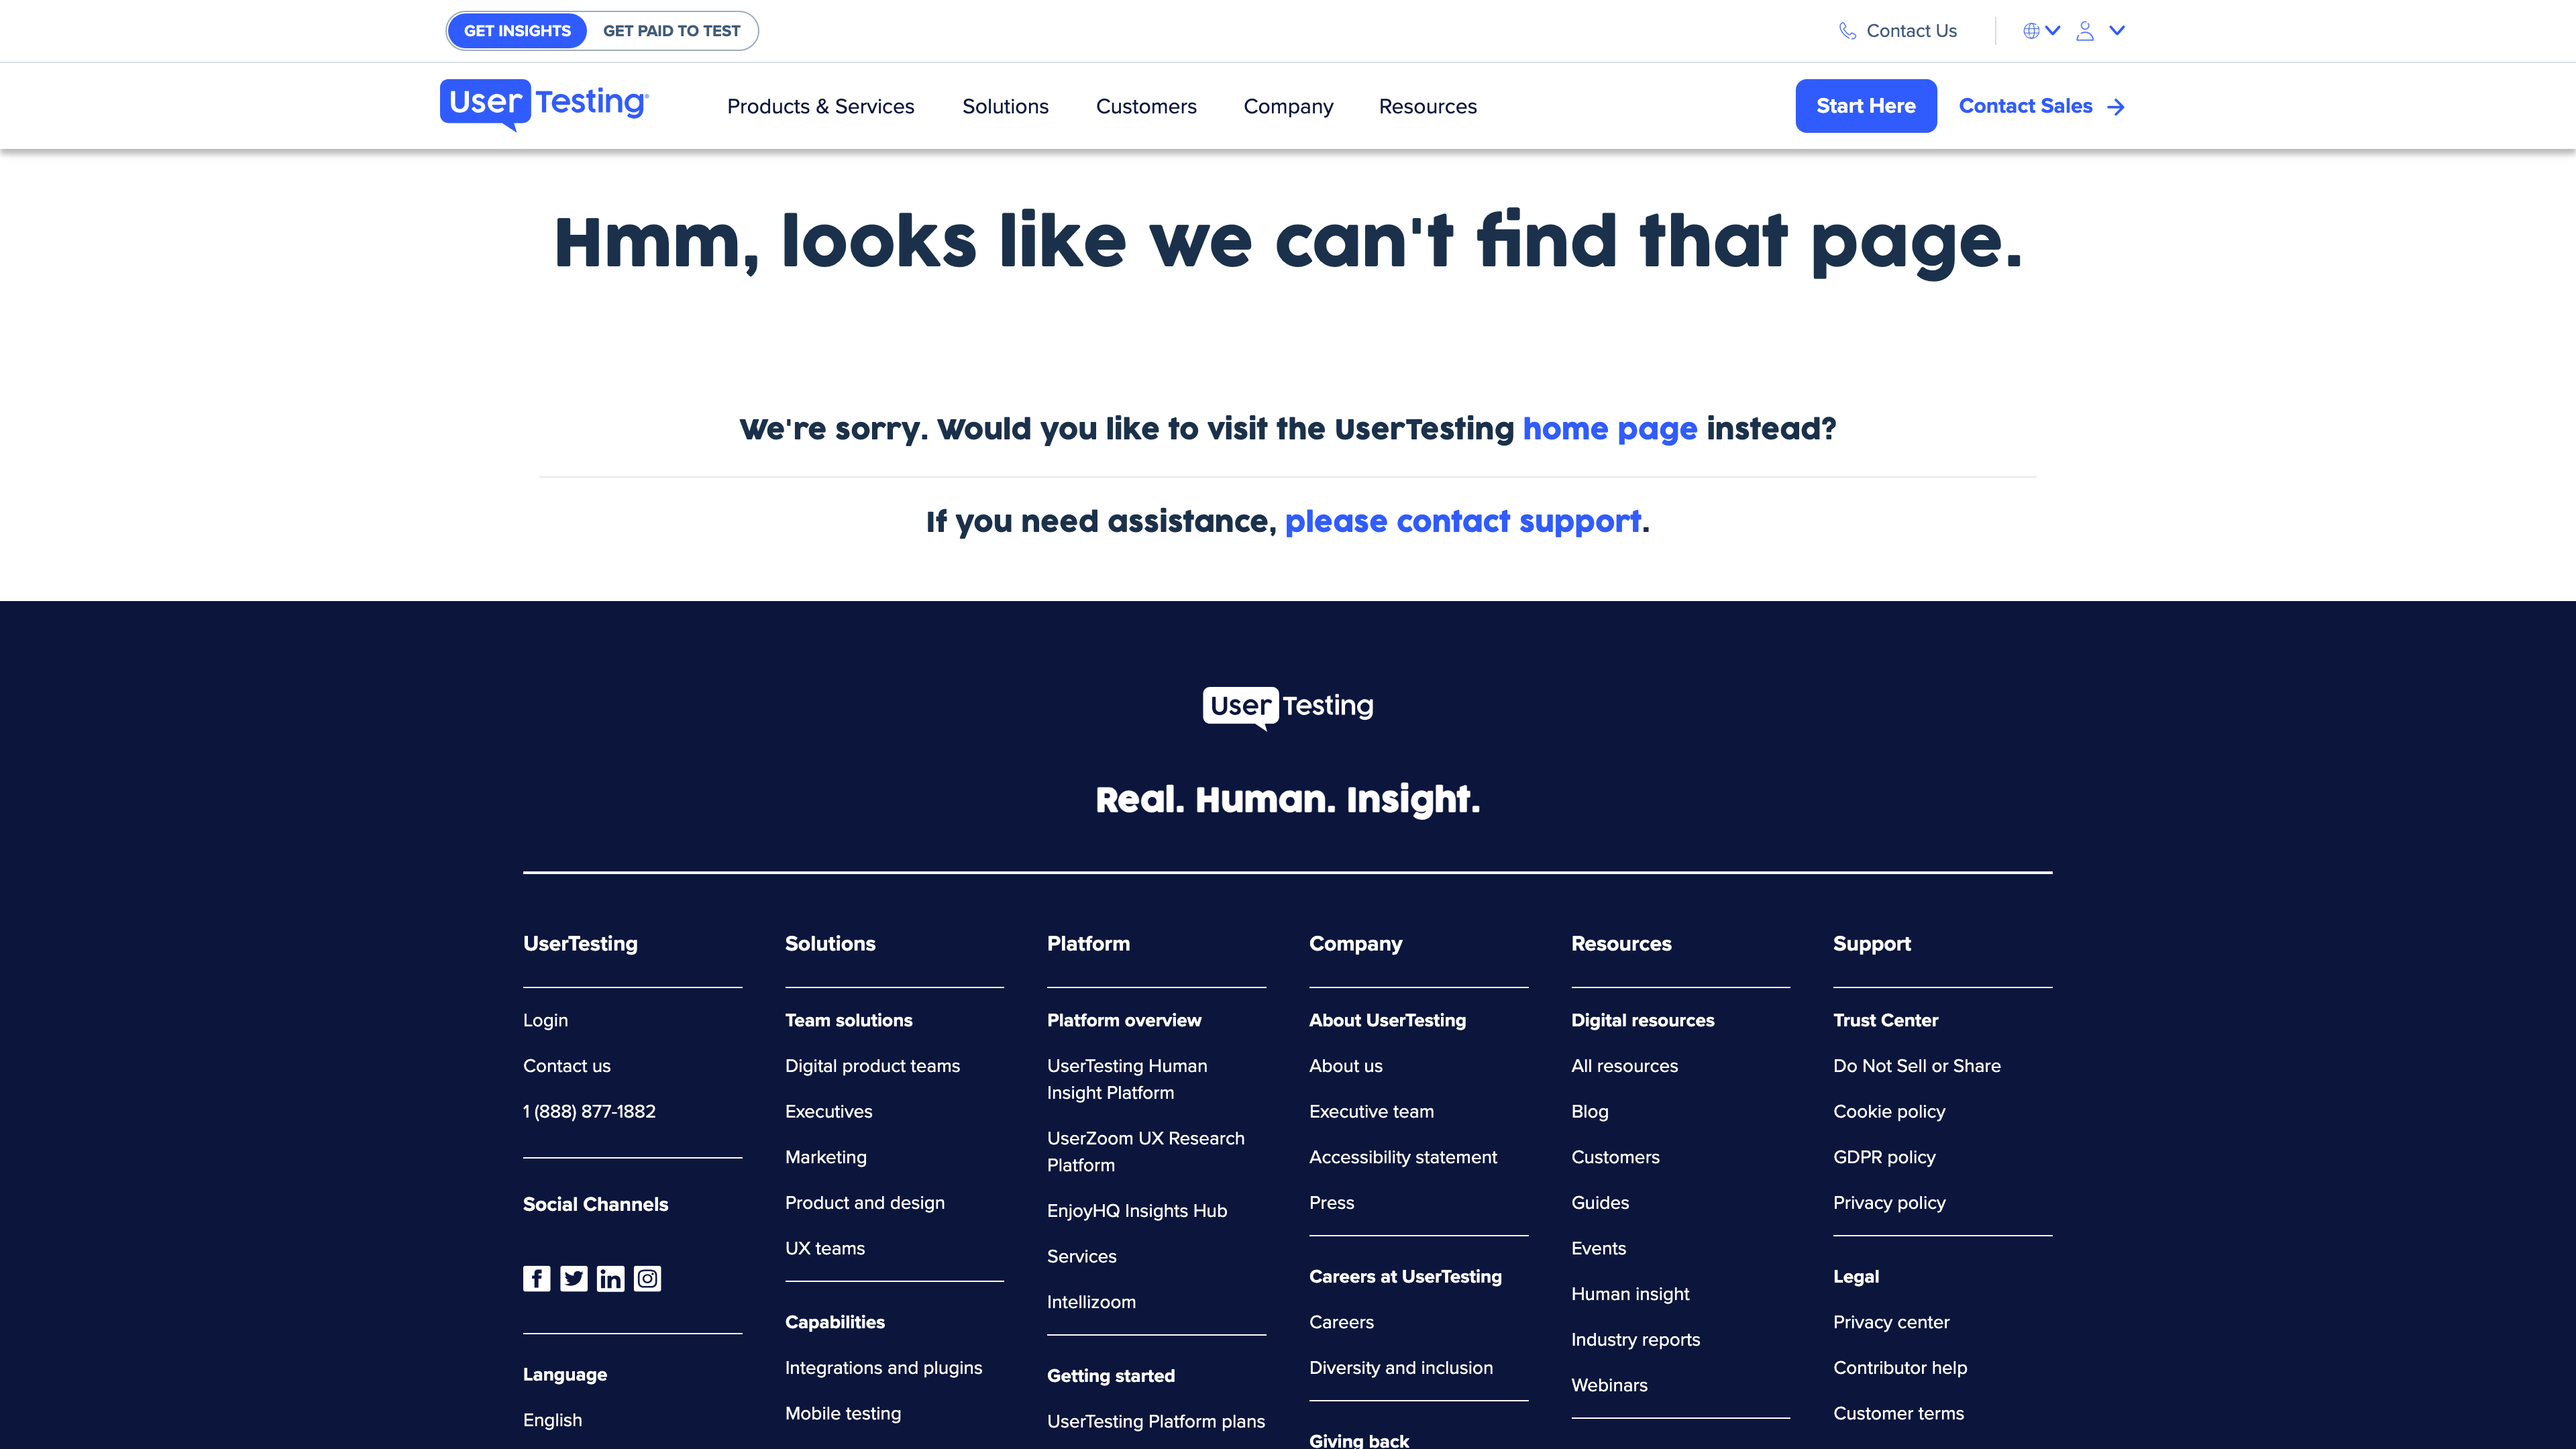 GET INSIGHTS
GET PAID TO TEST
Contact Us
User Testing
Products & Services
Solutions
Customers
Company
Resources
Start Here
Contact Sales
Hmm, looks like we can't find that page.
We're sorry. Would you like to visit the UserTesting home page instead?
If you need assistance, please contact support.
User Testing
Real. Human. Insight.
UserTesting
Login
Contact us
1 (888) 877-1882
Social Channels
Language
English
Solutions
Team solutions
Digital product teams
Executives
Marketing
Product and design
UX teams
Capabilities
Integrations and plugins
Mobile testing
Platform
Platform overview
UserTesting Human
Insight Platform
UserZoom UX Research
Platform
EnjoyHQ Insights Hub
Services
Intellizoom
Getting started
UserTesting Platform plans
Company
About UserTesting
About us
Executive team
Accessibility statement
Press
Careers at UserTesting
Careers
Diversity and inclusion
Giving back
Resources
Digital resources
All resources
Blog
Customers
Guides
Events
Human insight
Industry reports
Webinars
Support
Trust Center
Do Not Sell or Share
Cookie policy
GDPR policy
Privacy policy
Legal
Privacy center
Contributor help
Customer terms